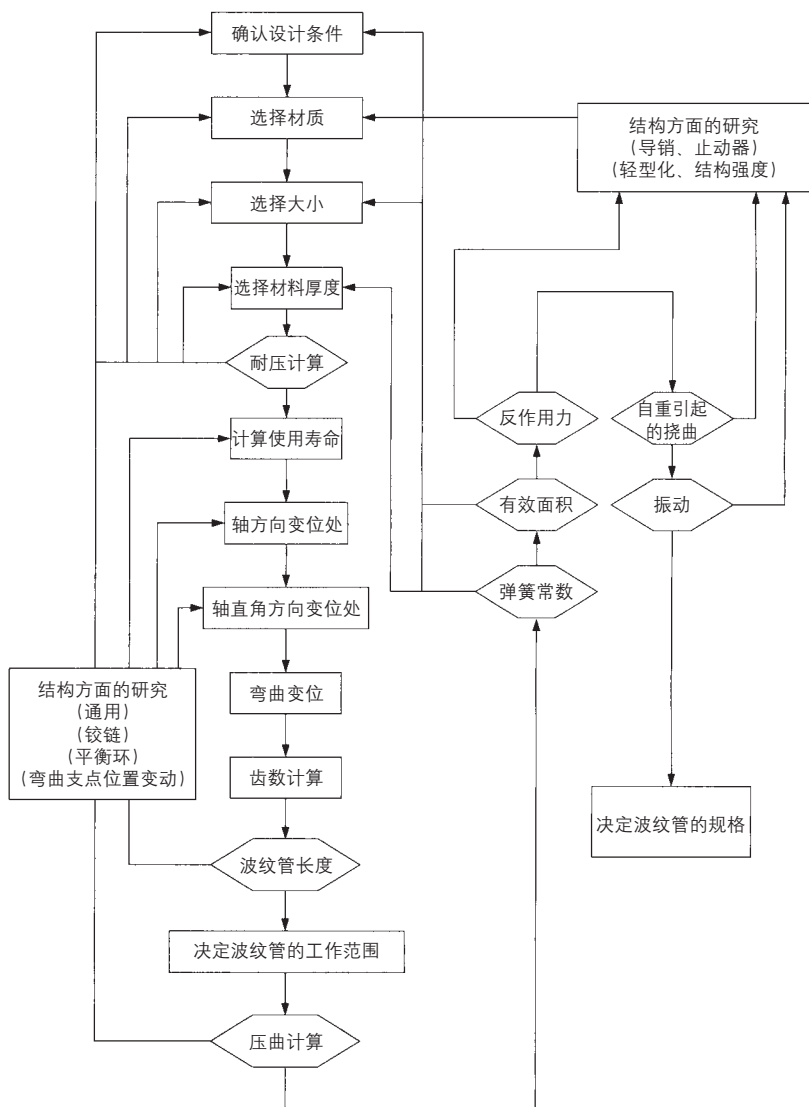 确认设计条件
选择材质
结构方面的研究
(导销、止动器)
(轻型化、结构强度)
选择大小
选择材料厚度
耐压计算
反作用力
自重引起
的挠曲
计算使用寿命
有效面积
振动
轴方向变位处
弹簧常数
轴直角方向变位处
结构方面的研究
(通用)
(铰链)
(平衡环)
(弯曲支点位置变动)
弯曲变位
齿数计算
决定波纹管的规格
波纹管长度
决定波纹管的工作范围
压曲计算